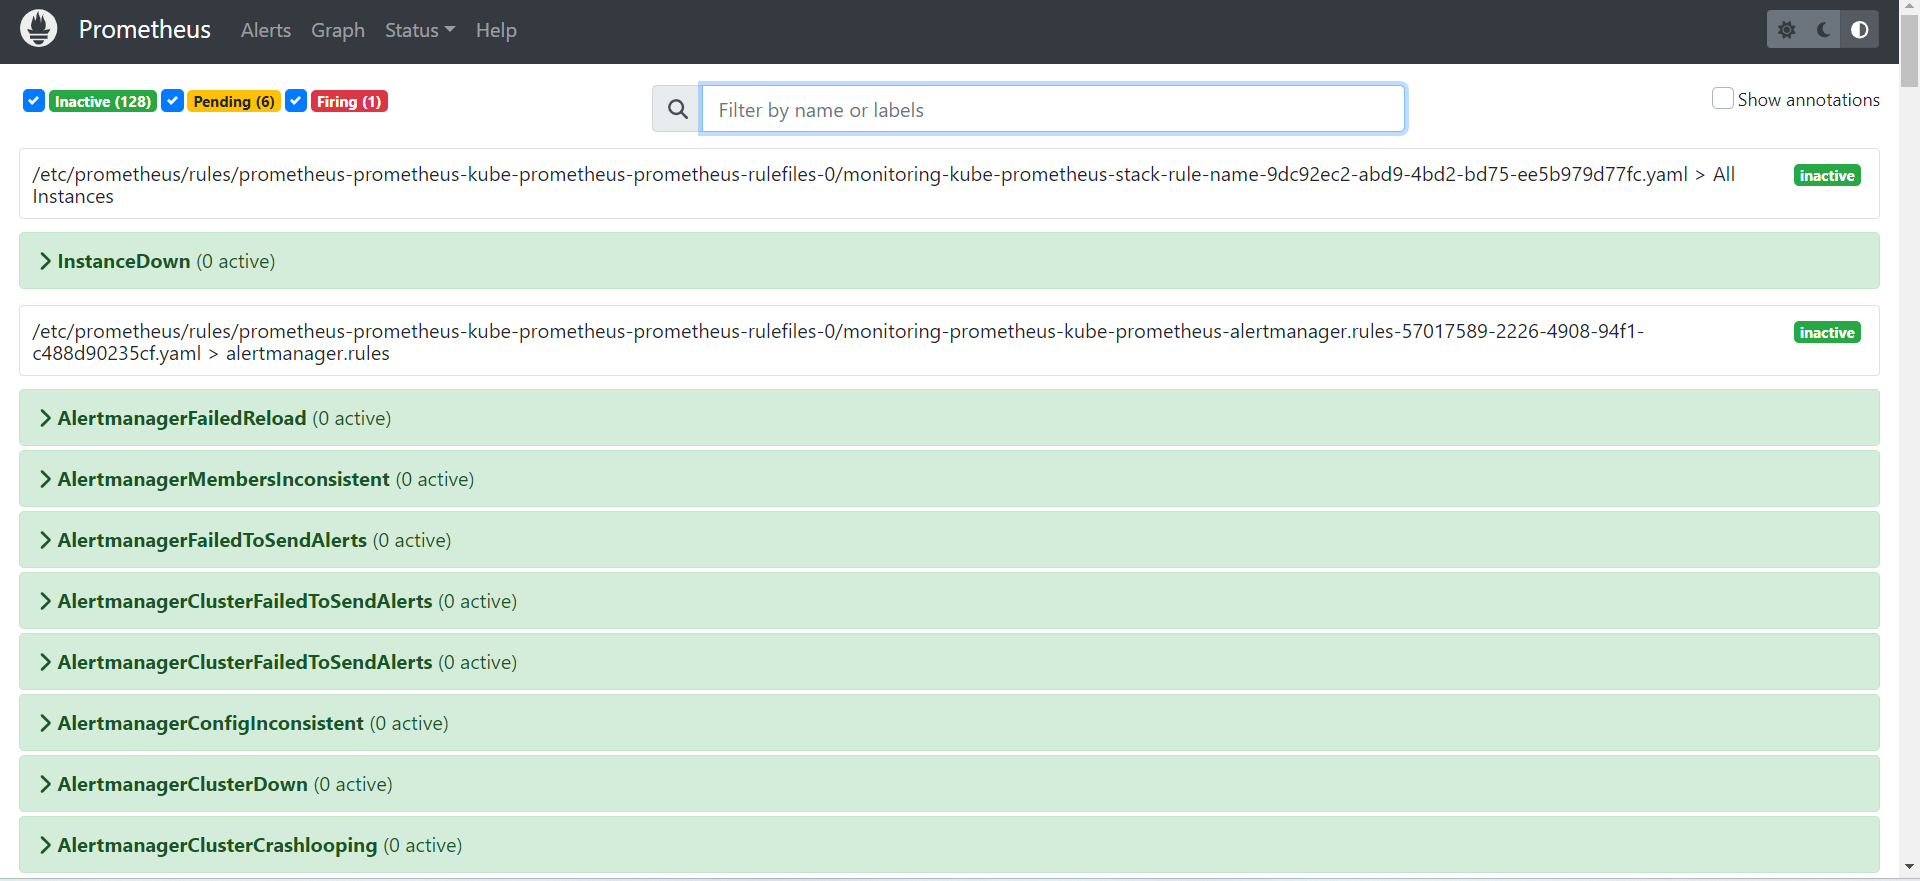 Prometheus Alerts Graph Status Help
Inactive (128) Pending (6) Firing (1) Filter by name or labels Show annotations
/etc/prometheus/rules/prometheus-prometheus-kube-prometheus-prometheus-rulefiles-0/monitoring-kube-prometheus-stack-rule-name-9dc92ec2-abd9-4bd2-bd75-ee5b979d77fc.yaml > All inactive
Instances
InstanceDown (0 active)
/etc/prometheus/rules/prometheus-prometheus-kube-prometheus-prometheus-rulefiles-0/monitoring-prometheus-kube-prometheus-alertmanager.rules-57017589-2226-4908-94f1- inactive
c488d90235cf.yaml > alertmanager.rules
AlertmanagerFailedReload (0 active)
AlertmanagerMembersInconsistent (0 active)
AlertmanagerFailedToSendAlerts (0 active)
AlertmanagerClusterFailedToSendAlerts (0 active)
AlertmanagerClusterFailedToSendAlerts (0 active)
AlertmanagerConfigInconsistent (0 active)
AlertmanagerClusterDown (0 active)
AlertmanagerClusterCrashlooping (0 active)